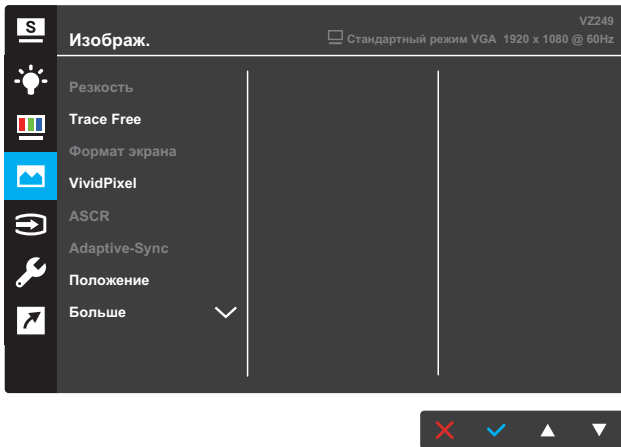 S
VZ249
Изображ.
Стандартный режим VGA 1920 x 1080 @ 60Hz
Резкость
Trace Free
Формат экрана
VividPixel
ASCR
Adaptive-Sync
Положение
Больше